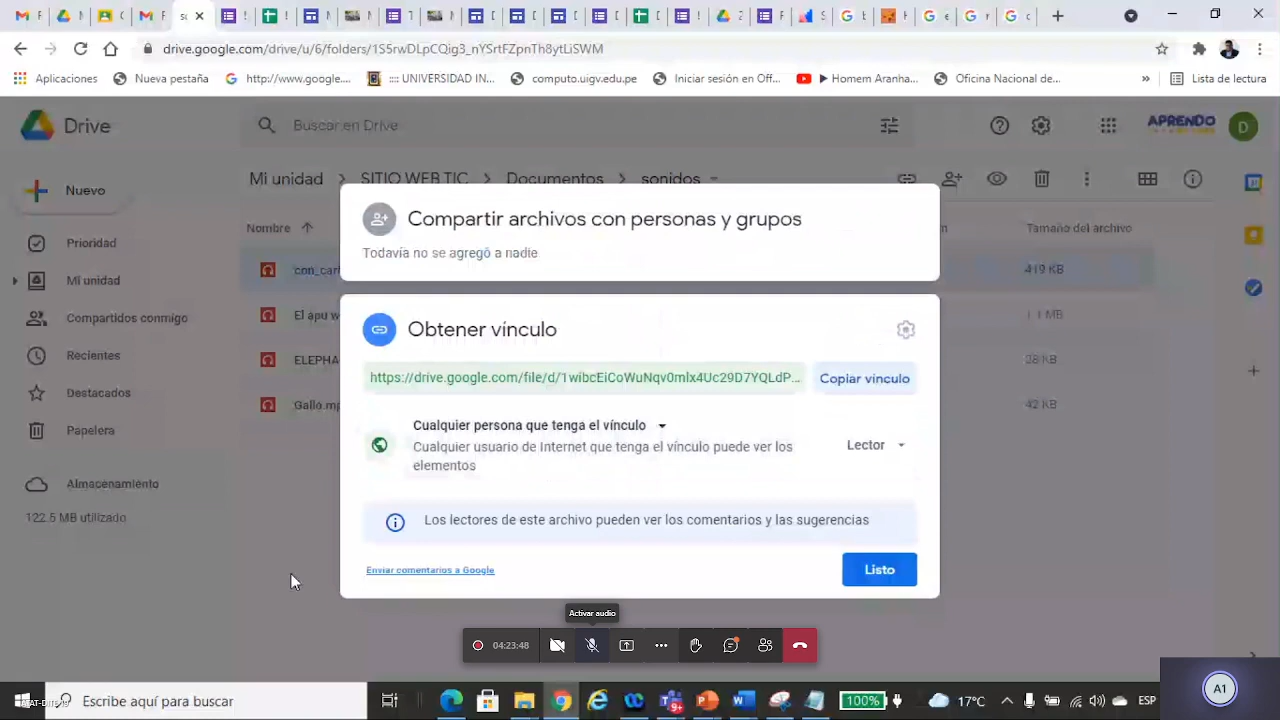 drive.google.com/drive/u/6/folders/1S5rwDLpCQig3_nYSrtFZpnTh8ytLiSWM
Aplicaciones
Nueva pestaña
http://www.google....
:::: UNIVERSIDAD IN...
computo.uigv.edu.pe
Iniciar sesión en Off...
▶ Homem Aranha...
Oficina Nacional de...
»
Lista de lectura
Drive
Buscar en Drive
APRENDO
D
Nuevo
Mi unidad > SITIO WEB TIC > Documentos > sonidos
Nombre
Tamaño del archivo
Prioridad
Mi unidad
Compartidos conmigo
Recientes
Destacados
Papelera
Almacenamiento
122.5 MB utilizado
con_car
419 KB
El apu w
1.1 MB
ELEPHA
28 KB
Gallo.mp
42 KB
Compartir archivos con personas y grupos
Todavía no se agregó a nadie
Obtener vínculo
https://drive.google.com/file/d/1wibcEiCoWuNqv0mlx4Uc29D7YQLdP...
Copiar vínculo
Cualquier persona que tenga el vínculo
Cualquier usuario de Internet que tenga el vínculo puede ver los
elementos
Lector
Los lectores de este archivo pueden ver los comentarios y las sugerencias
Enviar comentarios a Google
Listo
Activar audio
04:23:48
A1
Escribe aquí para buscar
9+
100%
17°C
ESP